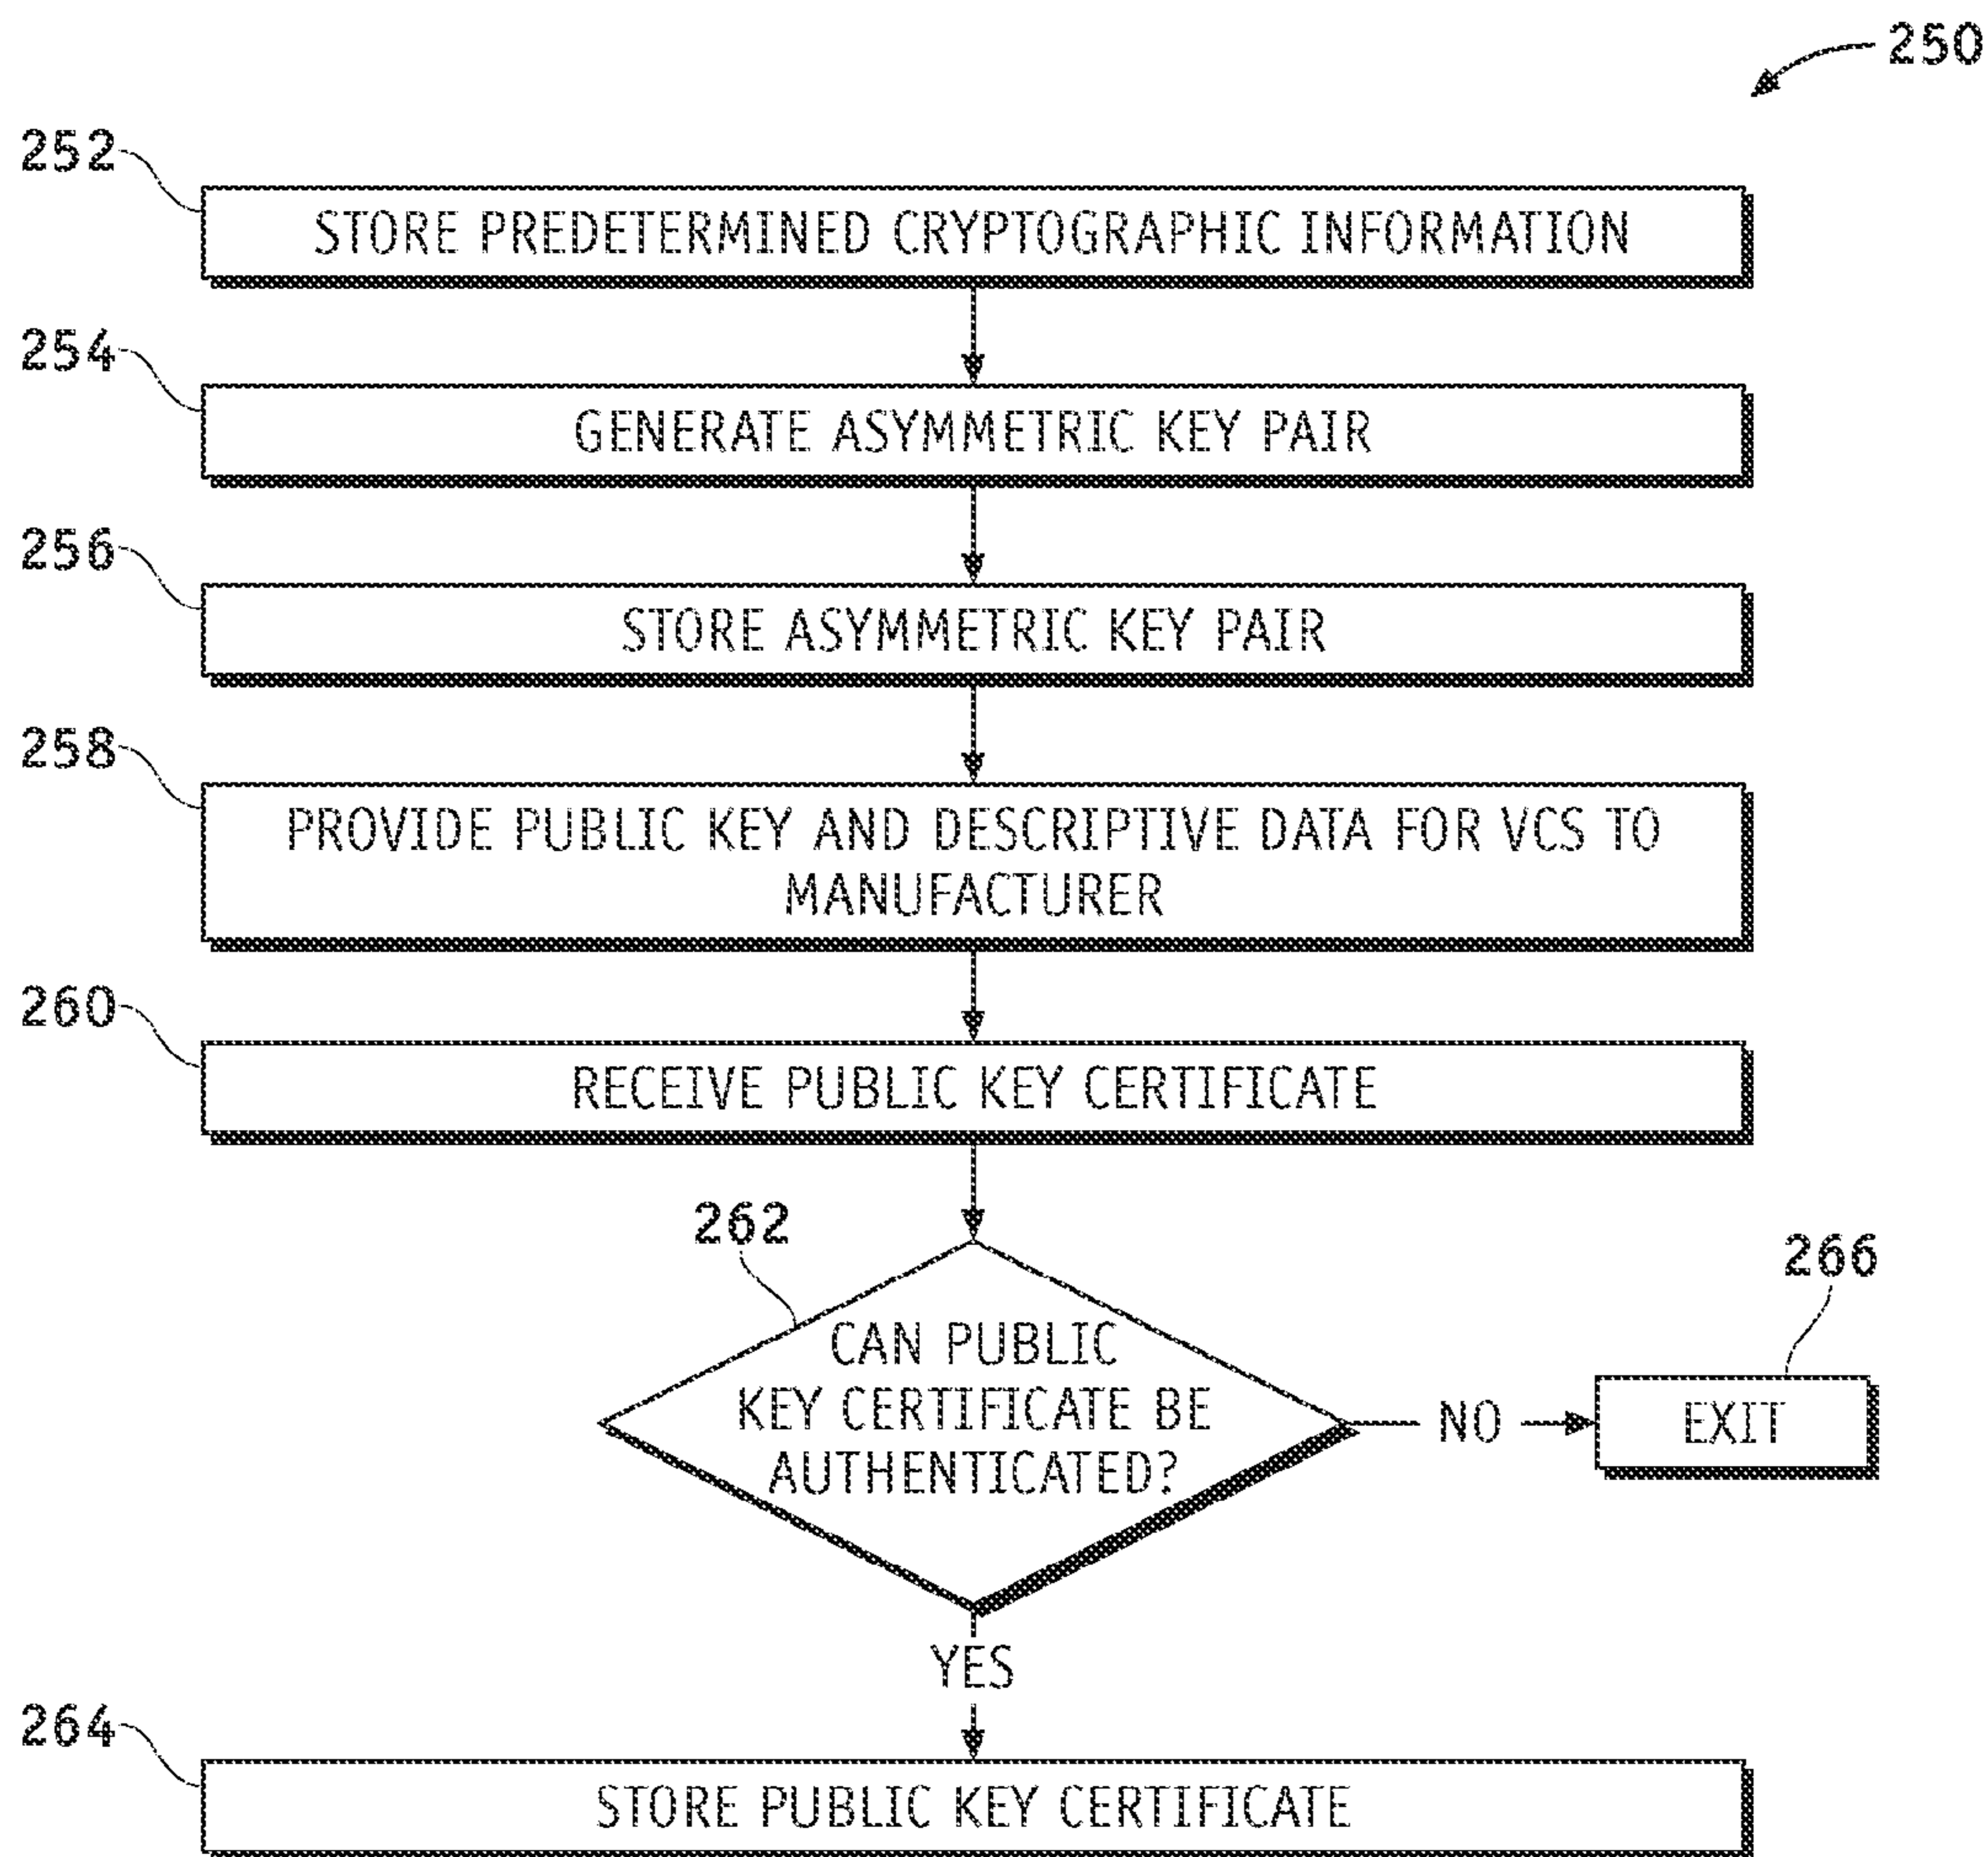 250
252
STORE PREDETERMINED CRYPTOGRAPHIC INFORMATION
254
GENERATE ASYMMETRIC KEY PAIR
256
STORE ASYMMETRIC KEY PAIR
258
PROVIDE PUBLIC KEY AND DESCRIPTIVE DATA FOR VCS TO
MANUFACTURER
260
RECEIVE PUBLIC KEY CERTIFICATE
262
CAN PUBLIC
KEY CERTIFICATE BE
AUTHENTICATED?
NO
266
EXIT
YES
264
STORE PUBLIC KEY CERTIFICATE